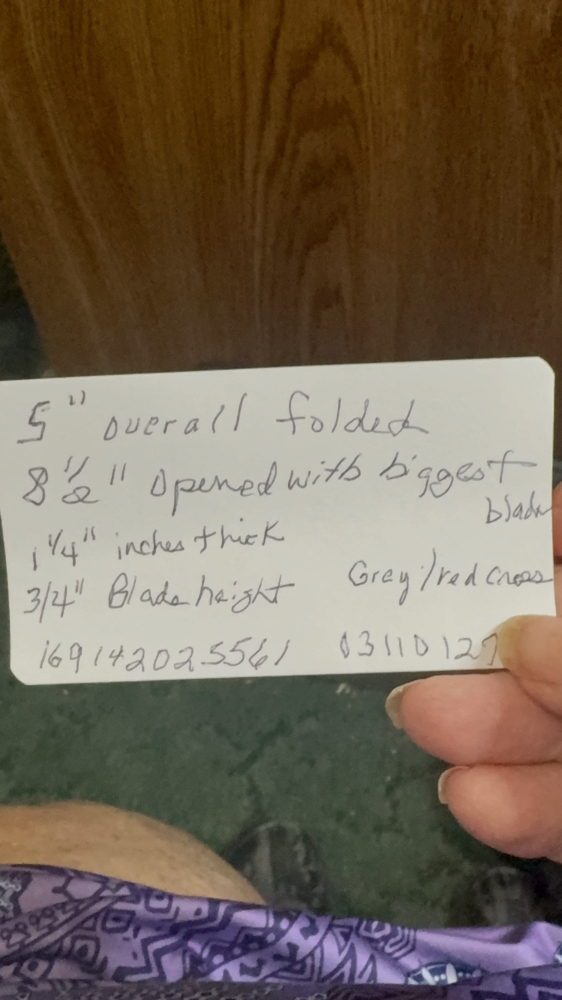 5" overall folded
8 1/2" opened with biggest
blade
1 1/4" inches thick
3/4" Blade height Grey/red cross
169142025561 0311012